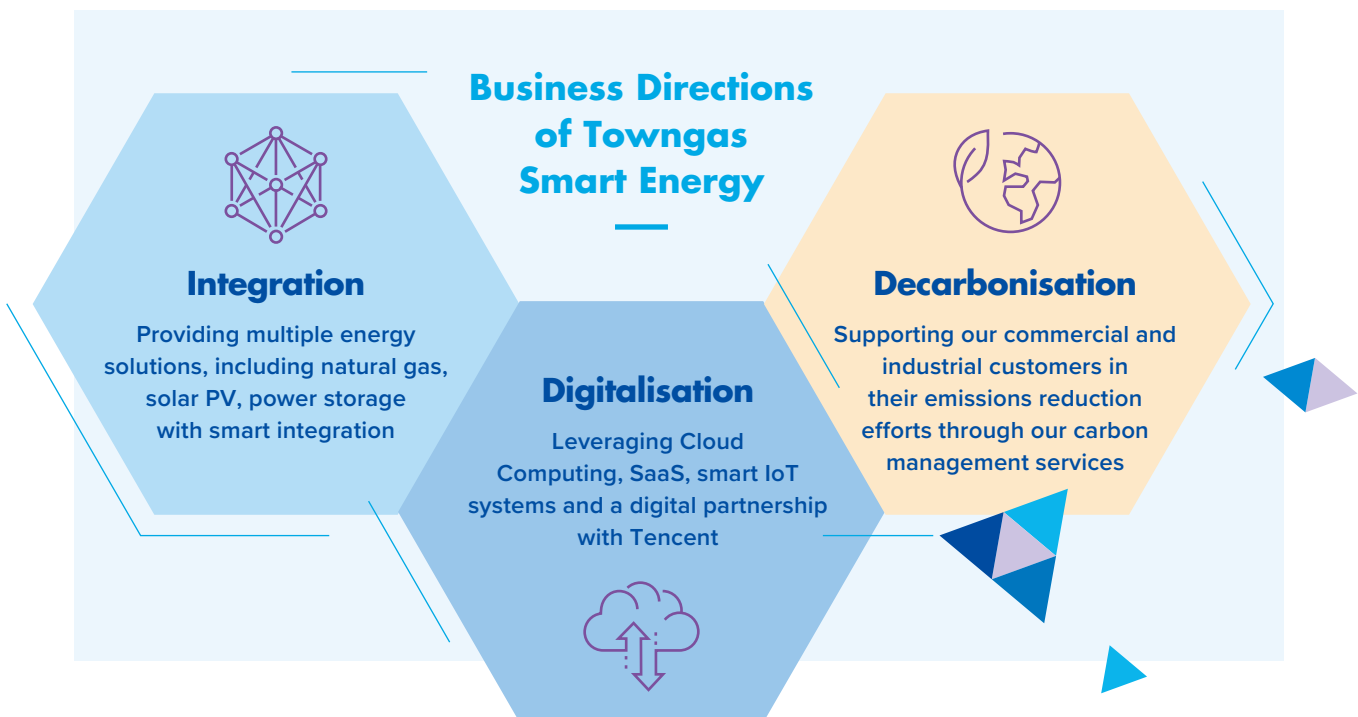 Business Directions
of Towngas
Smart Energy
Integration
Providing multiple energy
solutions, including natural gas,
solar PV, power storage
with smart integration
Digitalisation
Leveraging Cloud
Computing, SaaS, smart IoT
systems and a digital partnership
with Tencent
Decarbonisation
Supporting our commercial and
industrial customers in
their emissions reduction
efforts through our carbon
management services